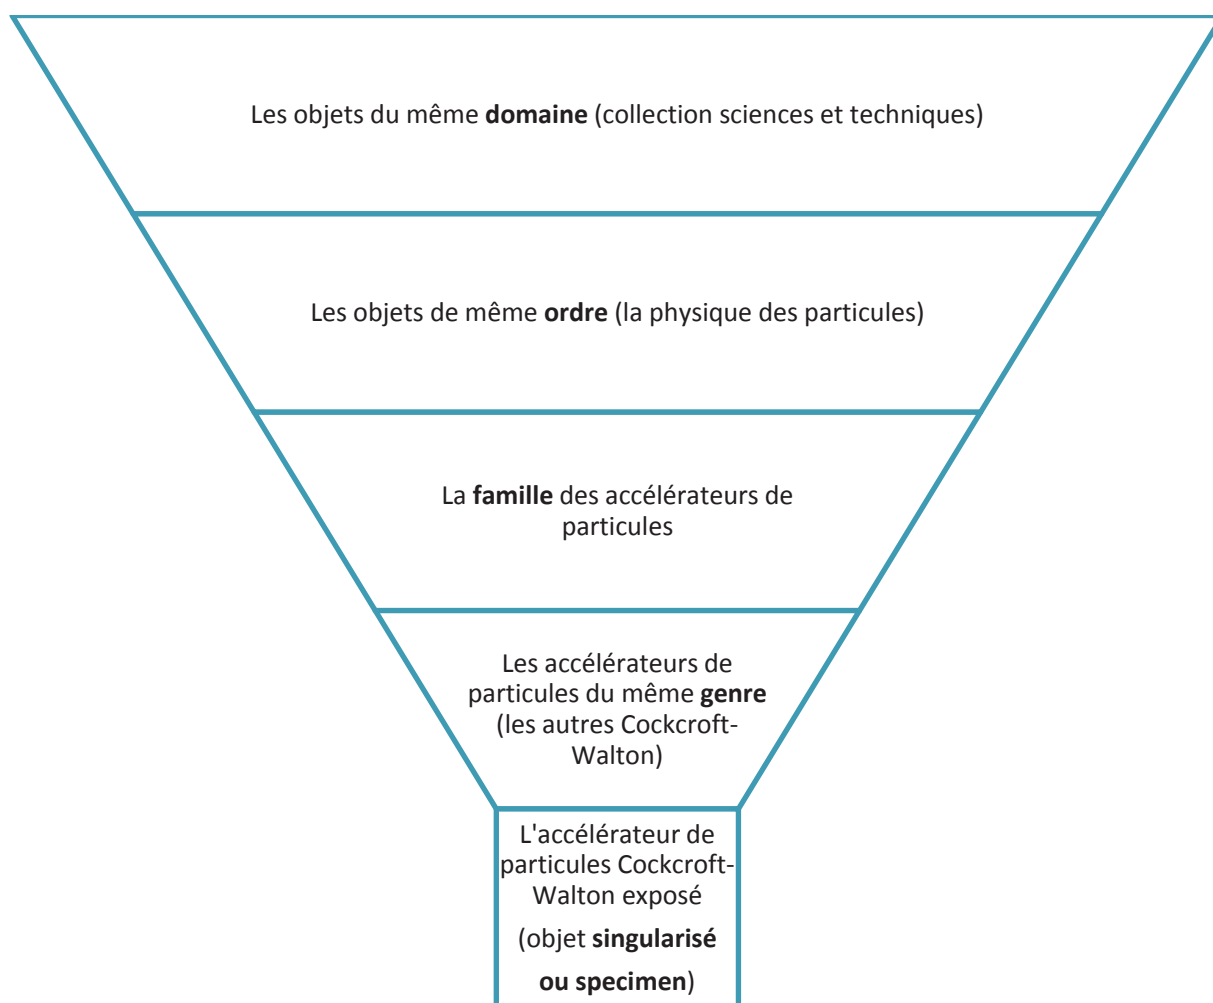 Les objets du même domaine (collection sciences et techniques)
Les objets de même ordre (la physique des particules)
La famille des accélérateurs de
particules
Les accélérateurs de
particules du même genre
(les autres Cockcroft-
Walton)
L'accélérateur de
particules Cockcroft-
Walton exposé
(objet singularisé
ou specimen)